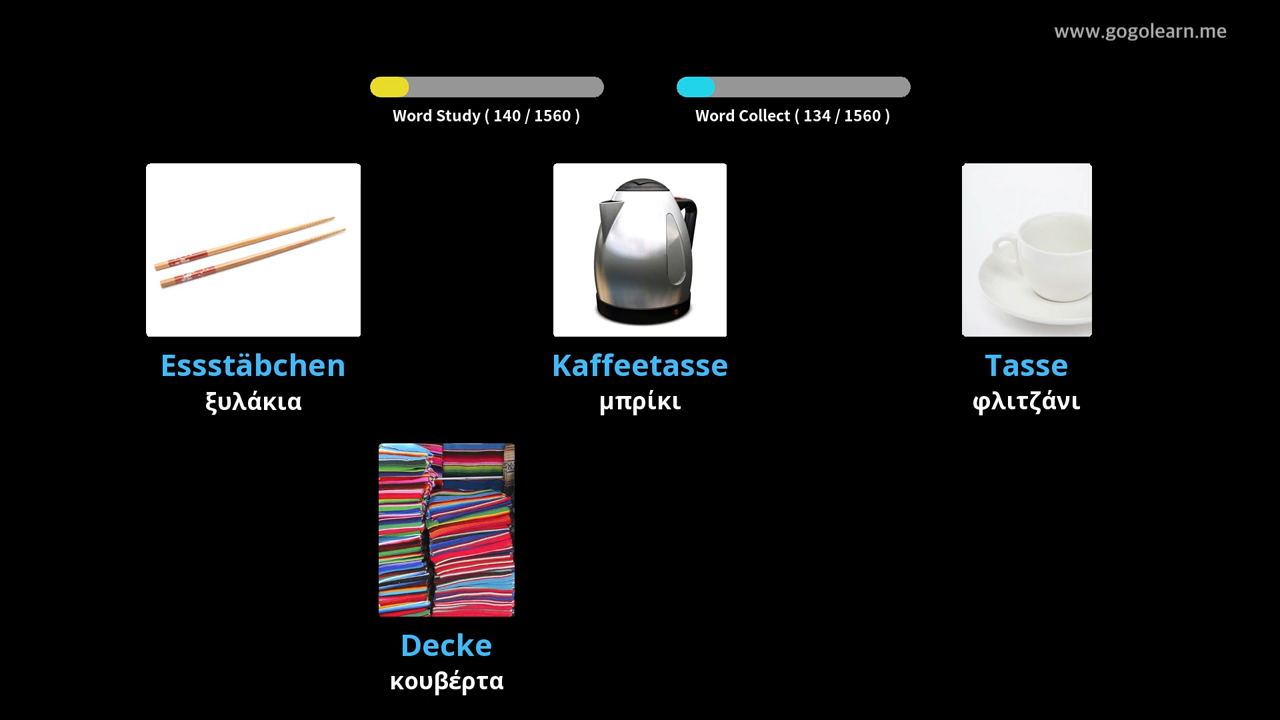 www.gogolearn.me
Word Study ( 140 / 1560 )
Word Collect ( 134 / 1560 )
Essstäbchen
ξυλάκια
Kaffeetasse
μπρίκι
Tasse
φλιτζάνι
Decke
κουβέρτα